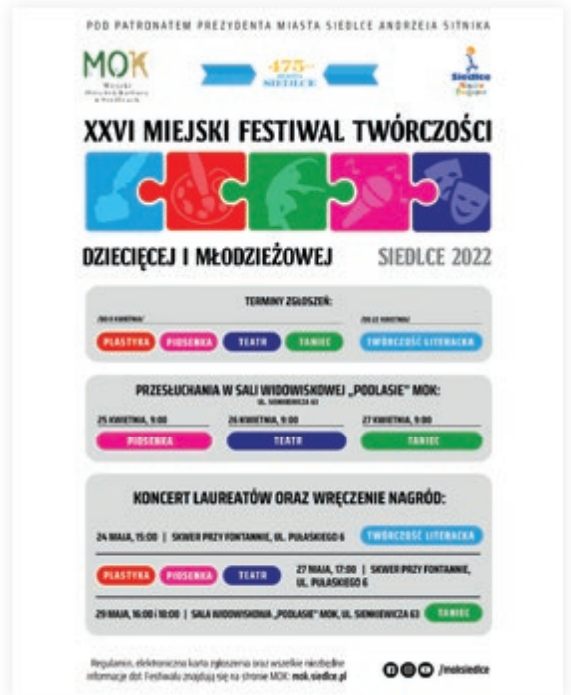 POD PATRONATEM PREZYDENTA MIASTA SIEDLCE ANDRZEJA SITNIKA
MOK
Miejski
Ośrodek Kultury
w Siedlcach
475
SIEDLCE
Siedlce
XXVI MIEJSKI FESTIWAL TWÓRCZOŚCI
DZIECIĘCEJ I MŁODZIEŻOWEJ SIEDLCE 2022
TERMINY ZGŁOSZEŃ:
PLASTYKA PIOSENKA TEATR TANIEC TWÓRCZOŚĆ LITERACKA
PRZESŁUCHANIA W SALI WIDOWISKOWEJ „PODLASIE” MOK:
UL. SIENKIEWICZA 63
25 KWIETNIA, 9:00 26 KWIETNIA, 9:00 27 KWIETNIA, 9:00
PIOSENKA TEATR TANIEC
KONCERT LAUREATÓW ORAZ WRĘCZENIE NAGRÓD:
24 MAJA, 15:00 | SKWER PRZY FONTANNIE, UL. PUŁASKIEGO 6 TWÓRCZOŚĆ LITERACKA
PLASTYKA PIOSENKA TEATR 27 MAJA, 17:00 | SKWER PRZY FONTANNIE,
UL. PUŁASKIEGO 6
29 MAJA, 16:00 i 18:00 | SALA WIDOWISKOWA „PODLASIE” MOK, UL. SIENKIEWICZA 63 TANIEC
Regulamin, elektroniczna karta zgłoszenia oraz wszelkie niezbędne
informacje dot. Festiwalu znajdują się na stronie MOK: mok.siedlce.pl
/moksiedlce